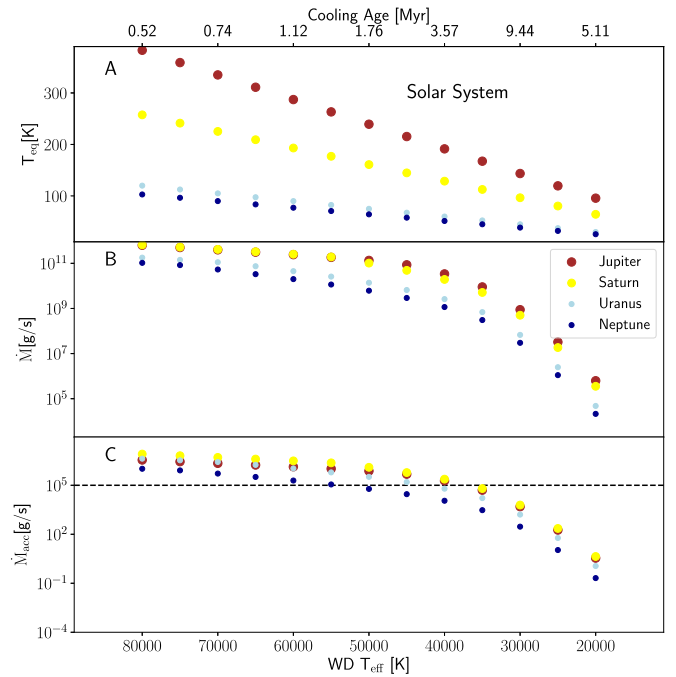 Cooling Age [Myr]
0.52 0.74 1.12 1.76 3.57 9.44 5.11
A
Solar System
300
200
100
T_eq[K]
B
Jupiter
Saturn
Uranus
Neptune
10^11
10^9
10^7
10^5
Ṁ[g/s]
C
10^5
10^2
10^−1
10^−4
Ṁ_acc[g/s]
80000 70000 60000 50000 40000 30000 20000
WD T_eff [K]